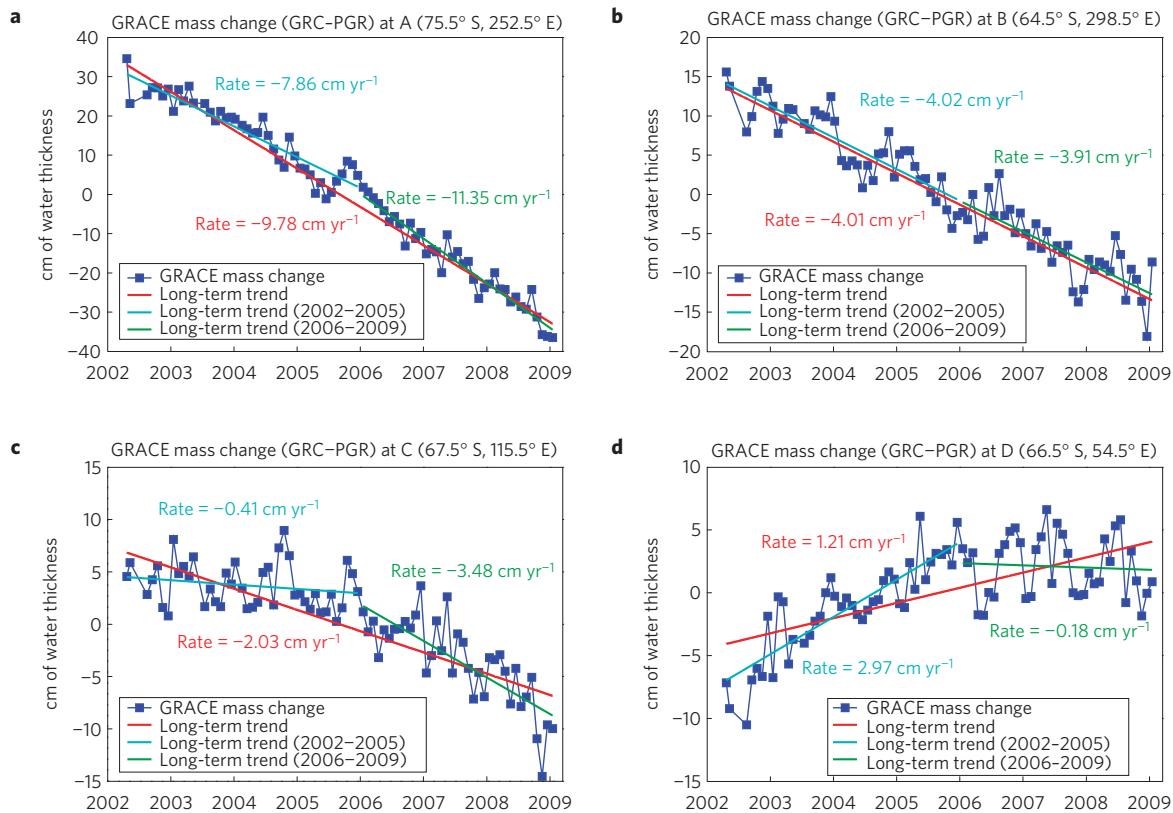 a
GRACE mass change (GRC−PGR) at A (75.5° S, 252.5° E)
40
30
20
10
0
−10
−20
−30
−40
cm of water thickness
Rate = −7.86 cm yr⁻¹
Rate = −11.35 cm yr⁻¹
Rate = −9.78 cm yr⁻¹
GRACE mass change
Long-term trend
Long-term trend (2002−2005)
Long-term trend (2006−2009)
2002 2003 2004 2005 2006 2007 2008 2009
b
GRACE mass change (GRC−PGR) at B (64.5° S, 298.5° E)
20
15
10
5
0
−5
−10
−15
−20
cm of water thickness
Rate = −4.02 cm yr⁻¹
Rate = −3.91 cm yr⁻¹
Rate = −4.01 cm yr⁻¹
GRACE mass change
Long-term trend
Long-term trend (2002−2005)
Long-term trend (2006−2009)
2002 2003 2004 2005 2006 2007 2008 2009
c
GRACE mass change (GRC−PGR) at C (67.5° S, 115.5° E)
15
10
5
0
−5
−10
−15
cm of water thickness
Rate = −0.41 cm yr⁻¹
Rate = −3.48 cm yr⁻¹
Rate = −2.03 cm yr⁻¹
GRACE mass change
Long-term trend
Long-term trend (2002−2005)
Long-term trend (2006−2009)
2002 2003 2004 2005 2006 2007 2008 2009
d
GRACE mass change (GRC−PGR) at D (66.5° S, 54.5° E)
10
5
0
−5
−10
−15
cm of water thickness
Rate = 1.21 cm yr⁻¹
Rate = −0.18 cm yr⁻¹
Rate = 2.97 cm yr⁻¹
GRACE mass change
Long-term trend
Long-term trend (2002−2005)
Long-term trend (2006−2009)
2002 2003 2004 2005 2006 2007 2008 2009